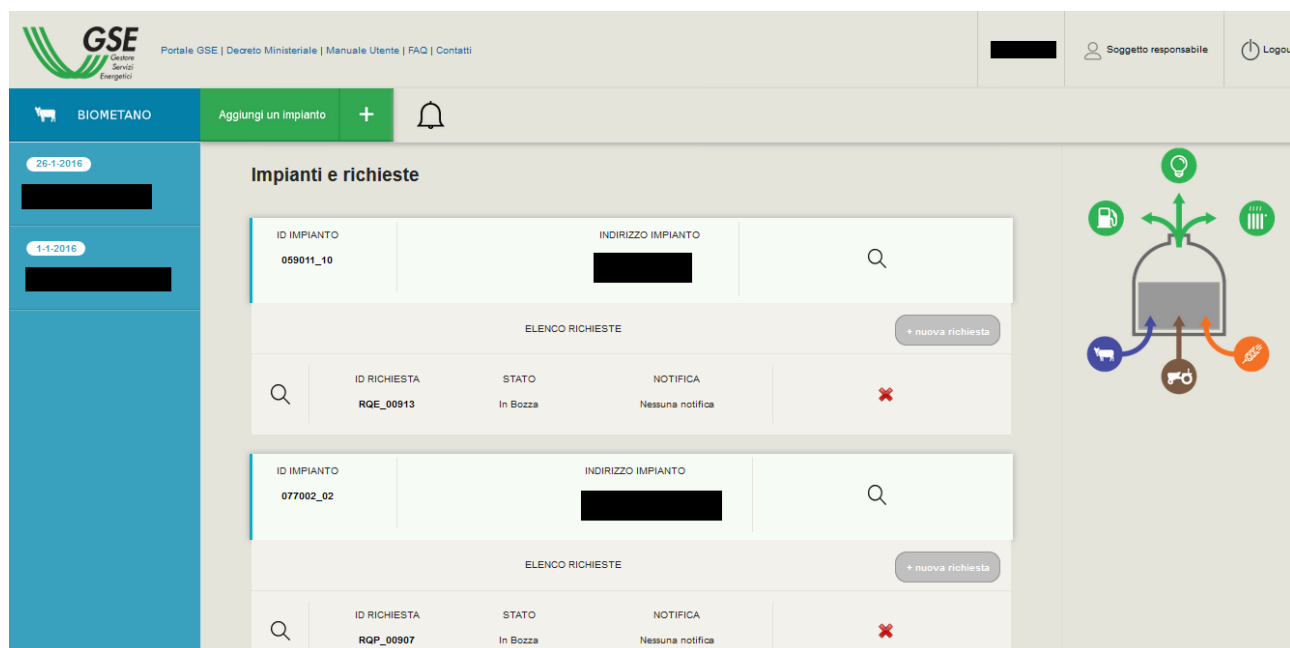 GSE
Gestore
Servizi
Energetici
Portale GSE | Decreto Ministeriale | Manuale Utente | FAQ | Contatti
Soggetto responsabile
Logou
BIOMETANO
Aggiungi un impianto +
26-1-2016
1-1-2016
Impianti e richieste
ID IMPIANTO INDIRIZZO IMPIANTO
059011_10
ELENCO RICHIESTE + nuova richiesta
ID RICHIESTA STATO NOTIFICA
RQE_00913 In Bozza Nessuna notifica
ID IMPIANTO INDIRIZZO IMPIANTO
077002_02
ELENCO RICHIESTE + nuova richiesta
ID RICHIESTA STATO NOTIFICA
RQP_00907 In Bozza Nessuna notifica